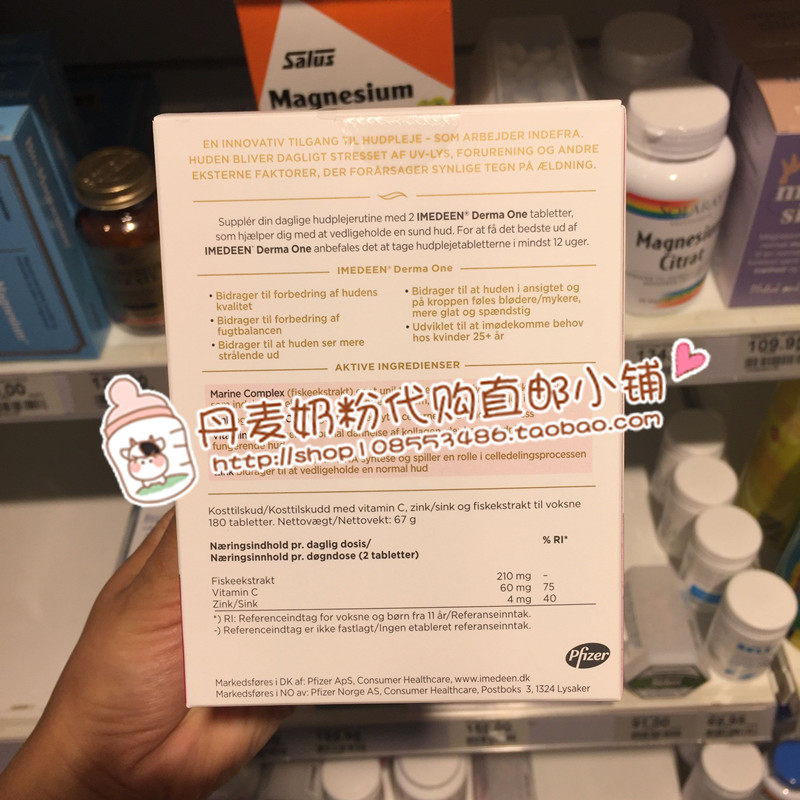 Salus
Magnesium
EN INNOVATIV TILGANG TIL HUDPLEJE – SOM ARBEJDER INDEFRA.
HUDEN BLIVER DAGLIGT STRESSET AF UV-LYS, FORURENING OG ANDRE
EKSTERNE FAKTORER, DER FORÅRSAGER SYNLIGE TEGN PÅ ÆLDNING.
Supplér din daglige hudplejerutine med 2 IMEDEEN® Derma One tabletter,
som hjælper dig med at vedligeholde en sund hud. For at få det bedste ud af
IMEDEEN® Derma One anbefales det at tage hudplejetabletterne i mindst 12 uger.
IMEDEEN® Derma One
• Bidrager til forbedring af hudens
kvalitet
• Bidrager til forbedring af
fugtbalancen
• Bidrager til at huden ser mere
strålende ud
• Bidrager til at huden i ansigtet og
på kroppen føles blødere/mykere,
mere glat og spændstig
• Udviklet til at imødekomme behov
hos kvinder 25+ år
AKTIVE INGREDIENSER
Marine Complex (fiskeekstrakt)
丹麦奶粉代购直邮小铺
http://shop108553486.taobao.com
syntese og spiller en rolle i celledelingsprocessen
bidrager til at vedligeholde en normal hud
Kosttilskud/Kosttilskudd med vitamin C, zink/sink og fiskekstrakt til voksne
180 tabletter. Nettovægt/Nettovekt: 67 g
Næringsindhold pr. daglig dosis/
Næringsinnhold pr. døgndose (2 tabletter)
% RI*
Fiskeekstrakt 210 mg –
Vitamin C 60 mg 75
Zink/Sink 4 mg 40
*) RI: Referenceindtag for voksne og børn fra 11 år/Referanseinntak.
-) Referenceindtag er ikke fastlagt/Ingen etableret referanseinntak.
Pfizer
Markedsføres i DK af: Pfizer ApS, Consumer Healthcare, www.imedeen.dk
Markedsføres i NO av: Pfizer Norge AS, Consumer Healthcare, Postboks 3, 1324 Lysaker
SOLARAY
Magnesium
Citrat
109.95